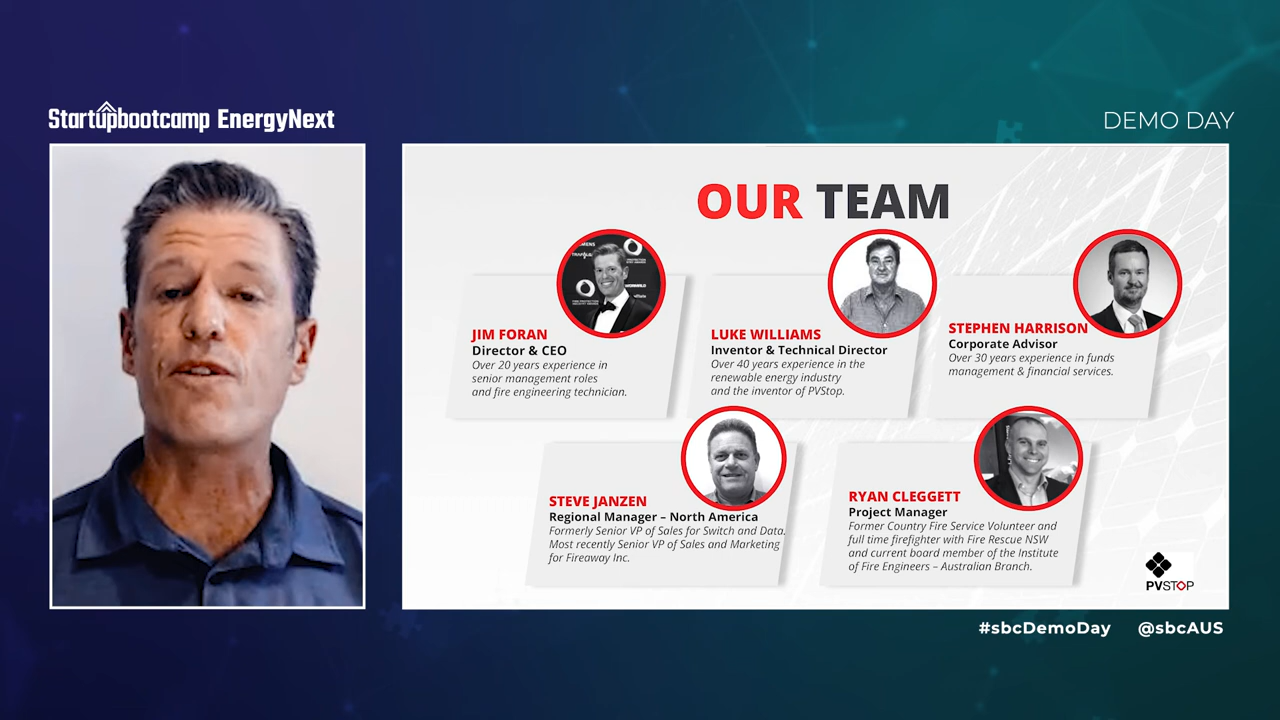 Startupbootcamp EnergyNext
DEMO DAY
OUR TEAM
JIM FORAN
Director & CEO
Over 20 years experience in
senior management roles
and fire engineering technician.
LUKE WILLIAMS
Inventor & Technical Director
Over 40 years experience in the
renewable energy industry
and the inventor of PVStop.
STEPHEN HARRISON
Corporate Advisor
Over 30 years experience in funds
management & financial services.
STEVE JANZEN
Regional Manager – North America
Formerly Senior VP of Sales for Switch and Data.
Most recently Senior VP of Sales and Marketing
for Fireaway Inc.
RYAN CLEGGETT
Project Manager
Former Country Fire Service Volunteer and
full time firefighter with Fire Rescue NSW
and current board member of the Institute
of Fire Engineers – Australian Branch.
PVSTOP
#sbcDemoDay @sbcAUS